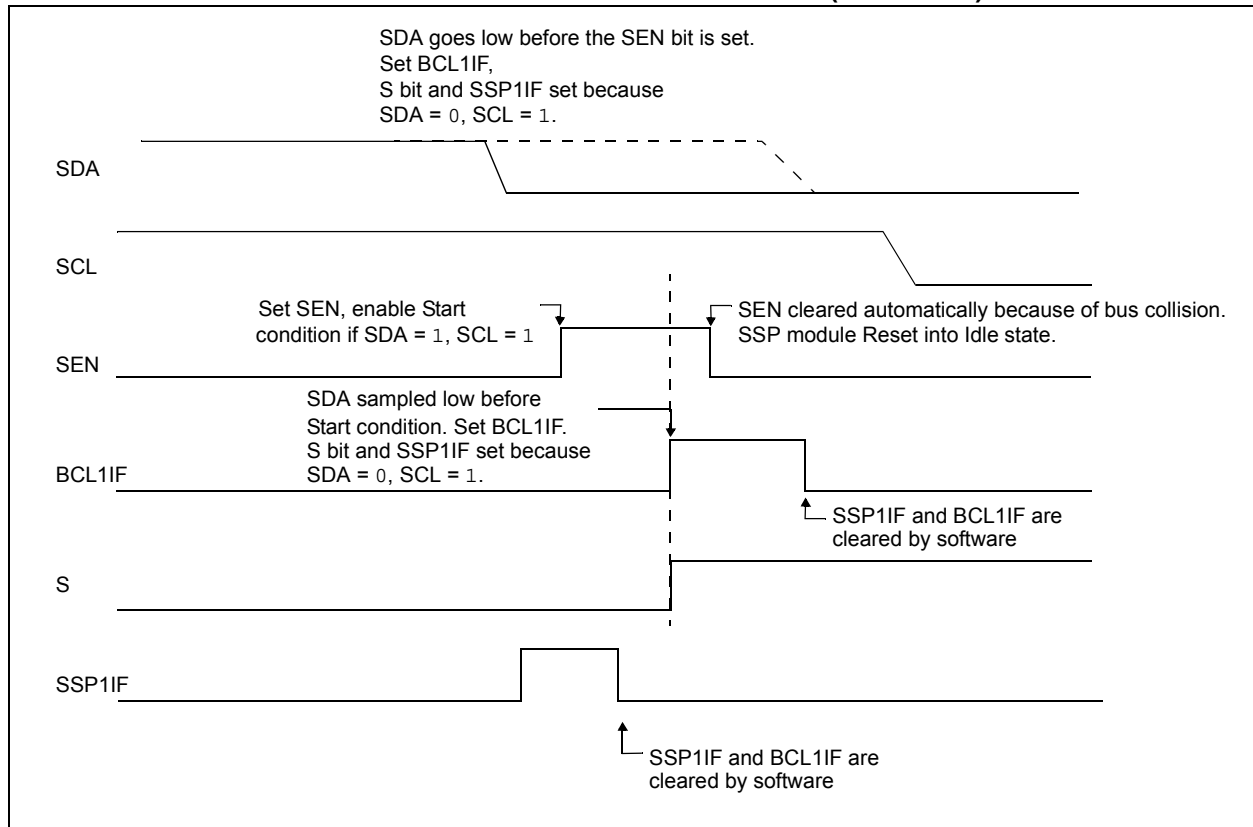 SDA goes low before the SEN bit is set.
Set BCL1IF,
S bit and SSP1IF set because
SDA = 0, SCL = 1.
SDA
SCL
Set SEN, enable Start
condition if SDA = 1, SCL = 1
SEN cleared automatically because of bus collision.
SSP module Reset into Idle state.
SEN
SDA sampled low before
Start condition. Set BCL1IF.
S bit and SSP1IF set because
SDA = 0, SCL = 1.
BCL1IF
SSP1IF and BCL1IF are
cleared by software
S
SSP1IF
SSP1IF and BCL1IF are
cleared by software